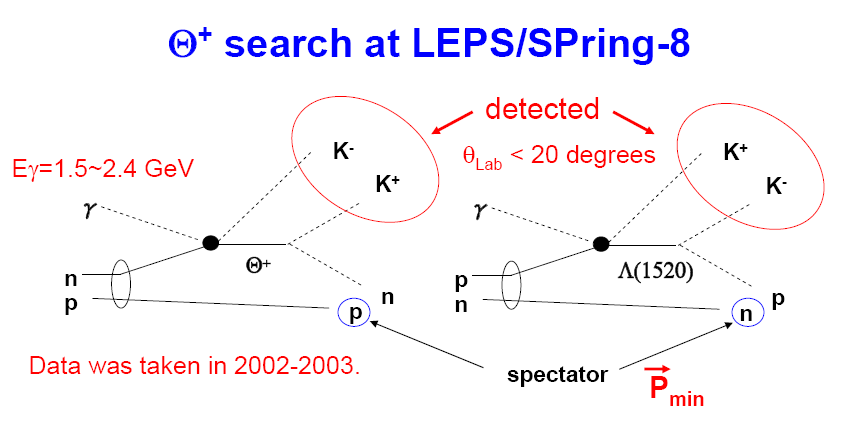 Θ+ search at LEPS/SPring-8
detected
θLab < 20 degrees
Eγ=1.5~2.4 GeV
K-
K+
γ
Θ+
n
p
n
p
K+
K-
γ
Λ(1520)
p
n
p
n
Data was taken in 2002-2003.
spectator
Pmin